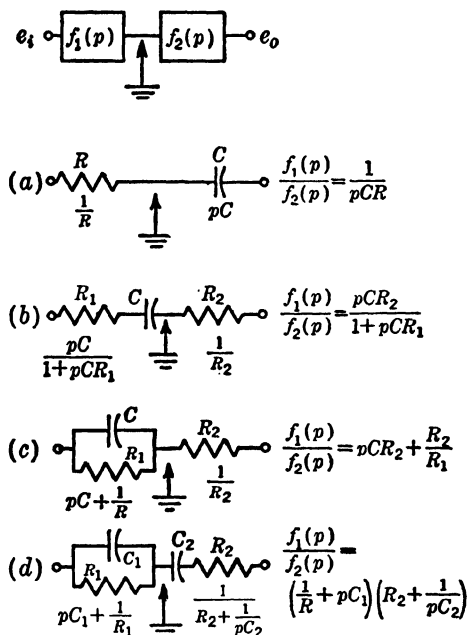 e_i f_1(p) f_2(p) e_o
(a) R C f_1(p)/f_2(p) = 1/pCR
1/R pC
(b) R_1 C R_2 f_1(p)/f_2(p) = pCR_2/1+pCR_1
pC/1+pCR_1 1/R_2
(c) C R_1 R_2 f_1(p)/f_2(p) = pCR_2 + R_2/R_1
pC + 1/R 1/R_2
(d) C_1 R_1 C_2 R_2 f_1(p)/f_2(p) =
pC_1 + 1/R_1 1/R_2 + 1/pC_2 (1/R + pC_1)(R_2 + 1/pC_2)